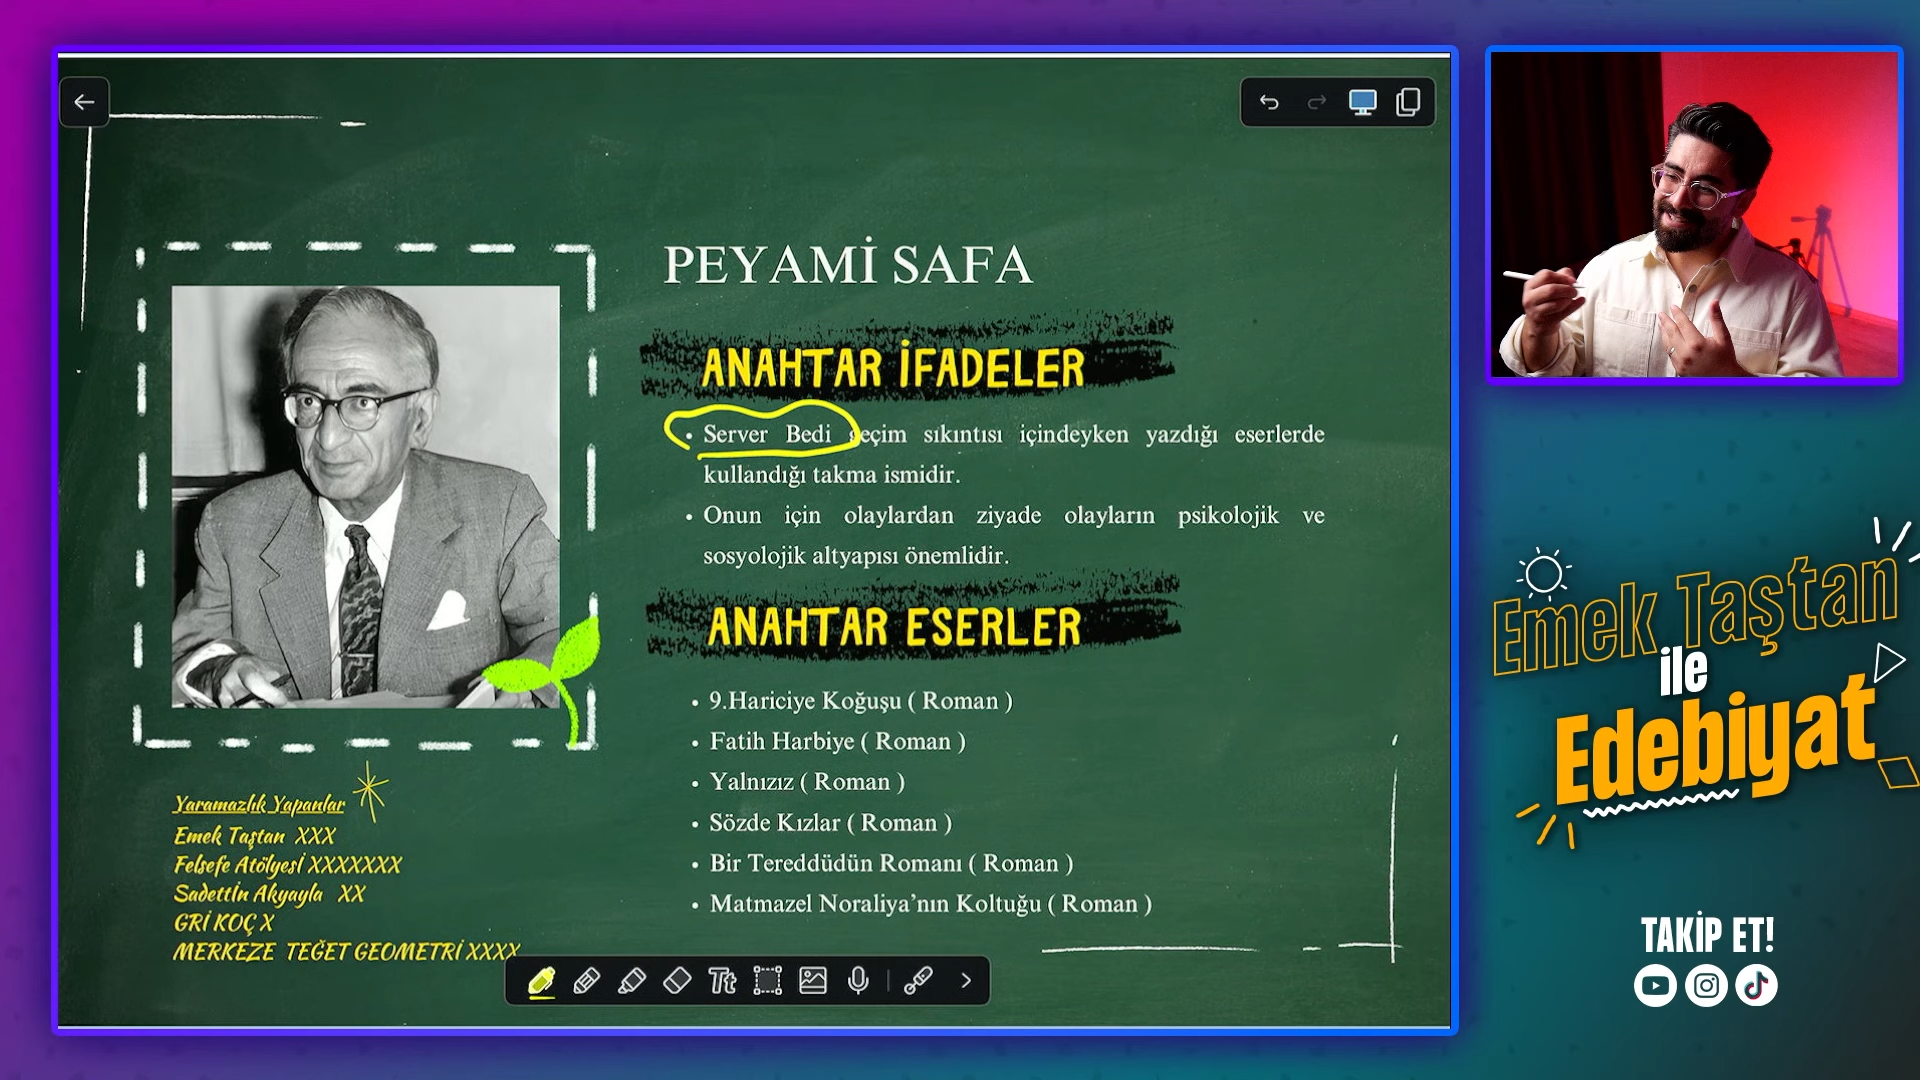 PEYAMİ SAFA
ANAHTAR İFADELER
• Server Bedi geçim sıkıntısı içindeyken yazdığı eserlerde
kullandığı takma ismidir.
• Onun için olaylardan ziyade olayların psikolojik ve
sosyolojik altyapısı önemlidir.
ANAHTAR ESERLER
• 9.Hariciye Koğuşu ( Roman )
• Fatih Harbiye ( Roman )
• Yalnızız ( Roman )
• Sözde Kızlar ( Roman )
• Bir Tereddüdün Romanı ( Roman )
• Matmazel Noraliya’nın Koltuğu ( Roman )
Yaramazlık Yapanlar
Emek Taştan XXX
Felsefe Atölyesİ XXXXXXX
Sadettİn Akyayla XX
GRİ KOÇ X
MERKEZE TEĞET GEOMETRİ XXXX
Tt
Emek Taştan
ile
Edebiyat
TAKİP ET!